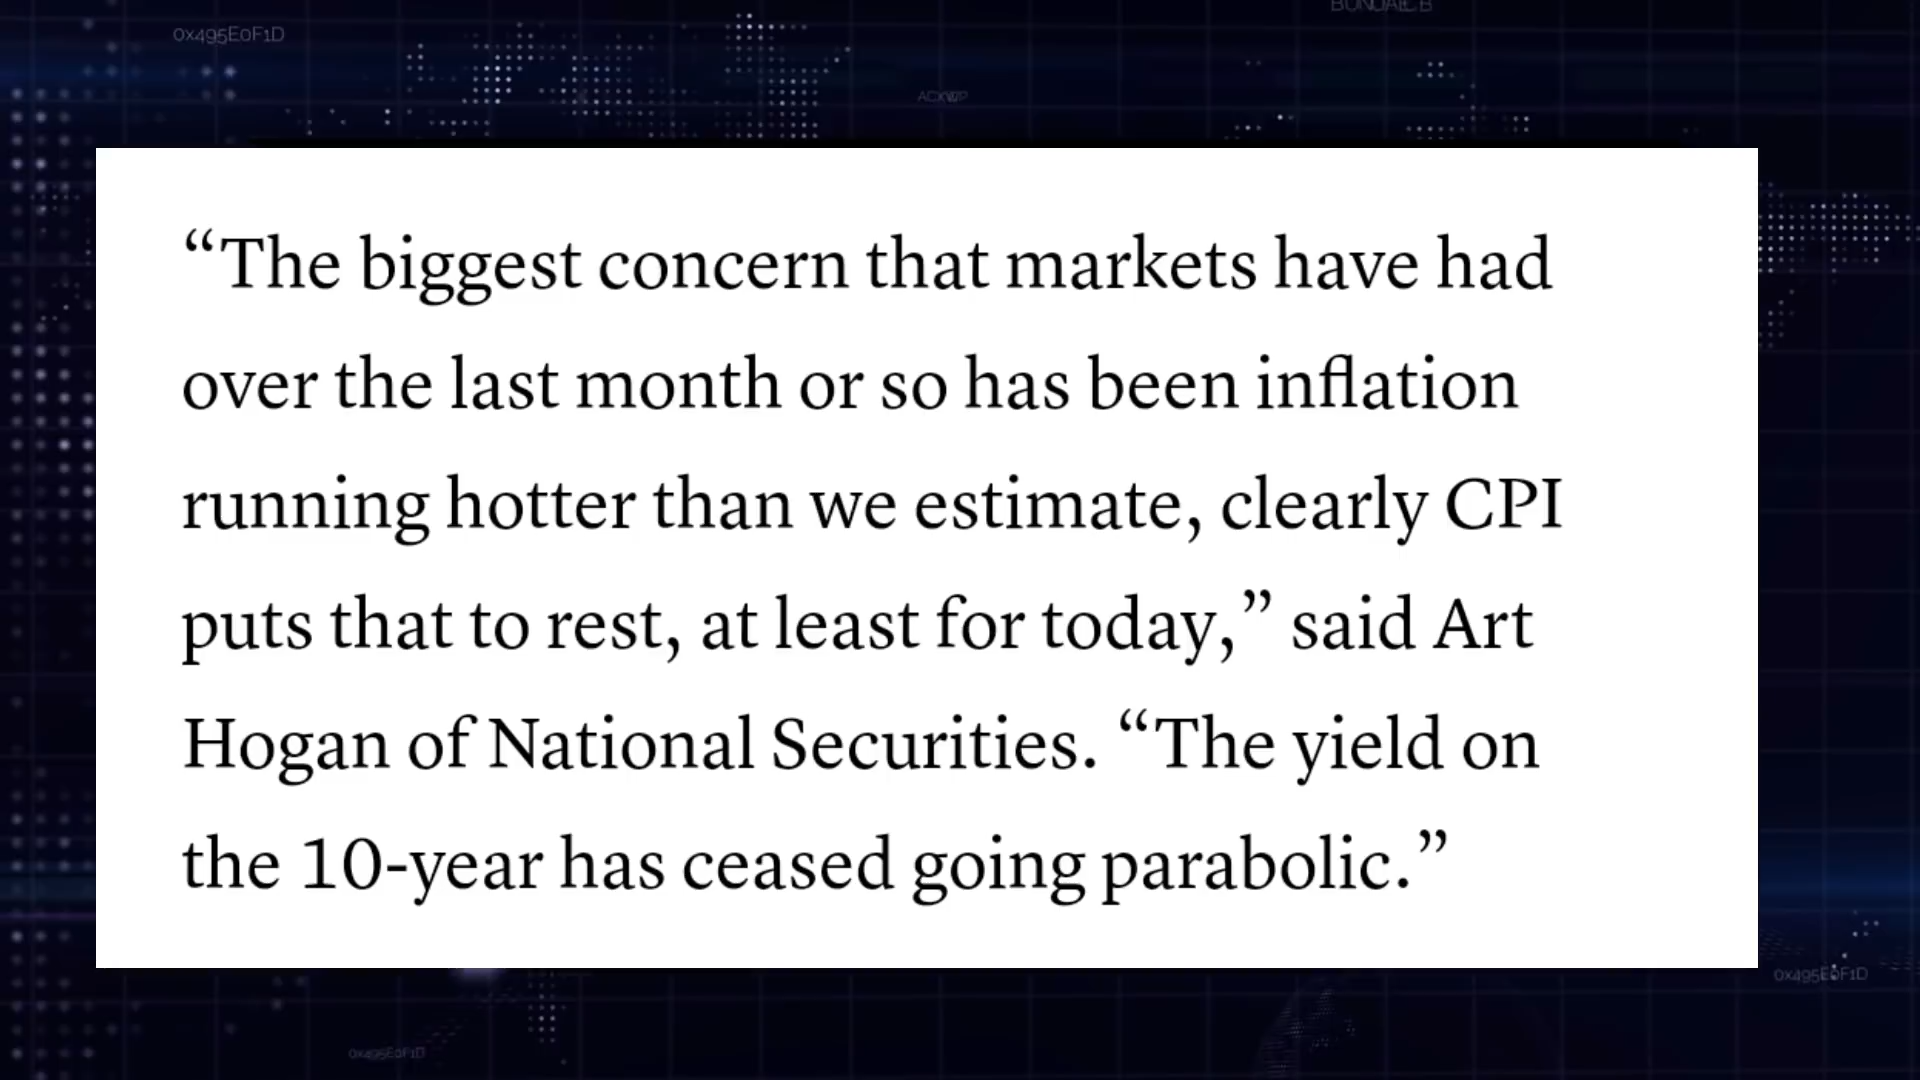 0x495E0F1D
“The biggest concern that markets have had
over the last month or so has been inflation
running hotter than we estimate, clearly CPI
puts that to rest, at least for today,” said Art
Hogan of National Securities. “The yield on
the 10-year has ceased going parabolic.”
0x495E0F1D
0x495E0F1D